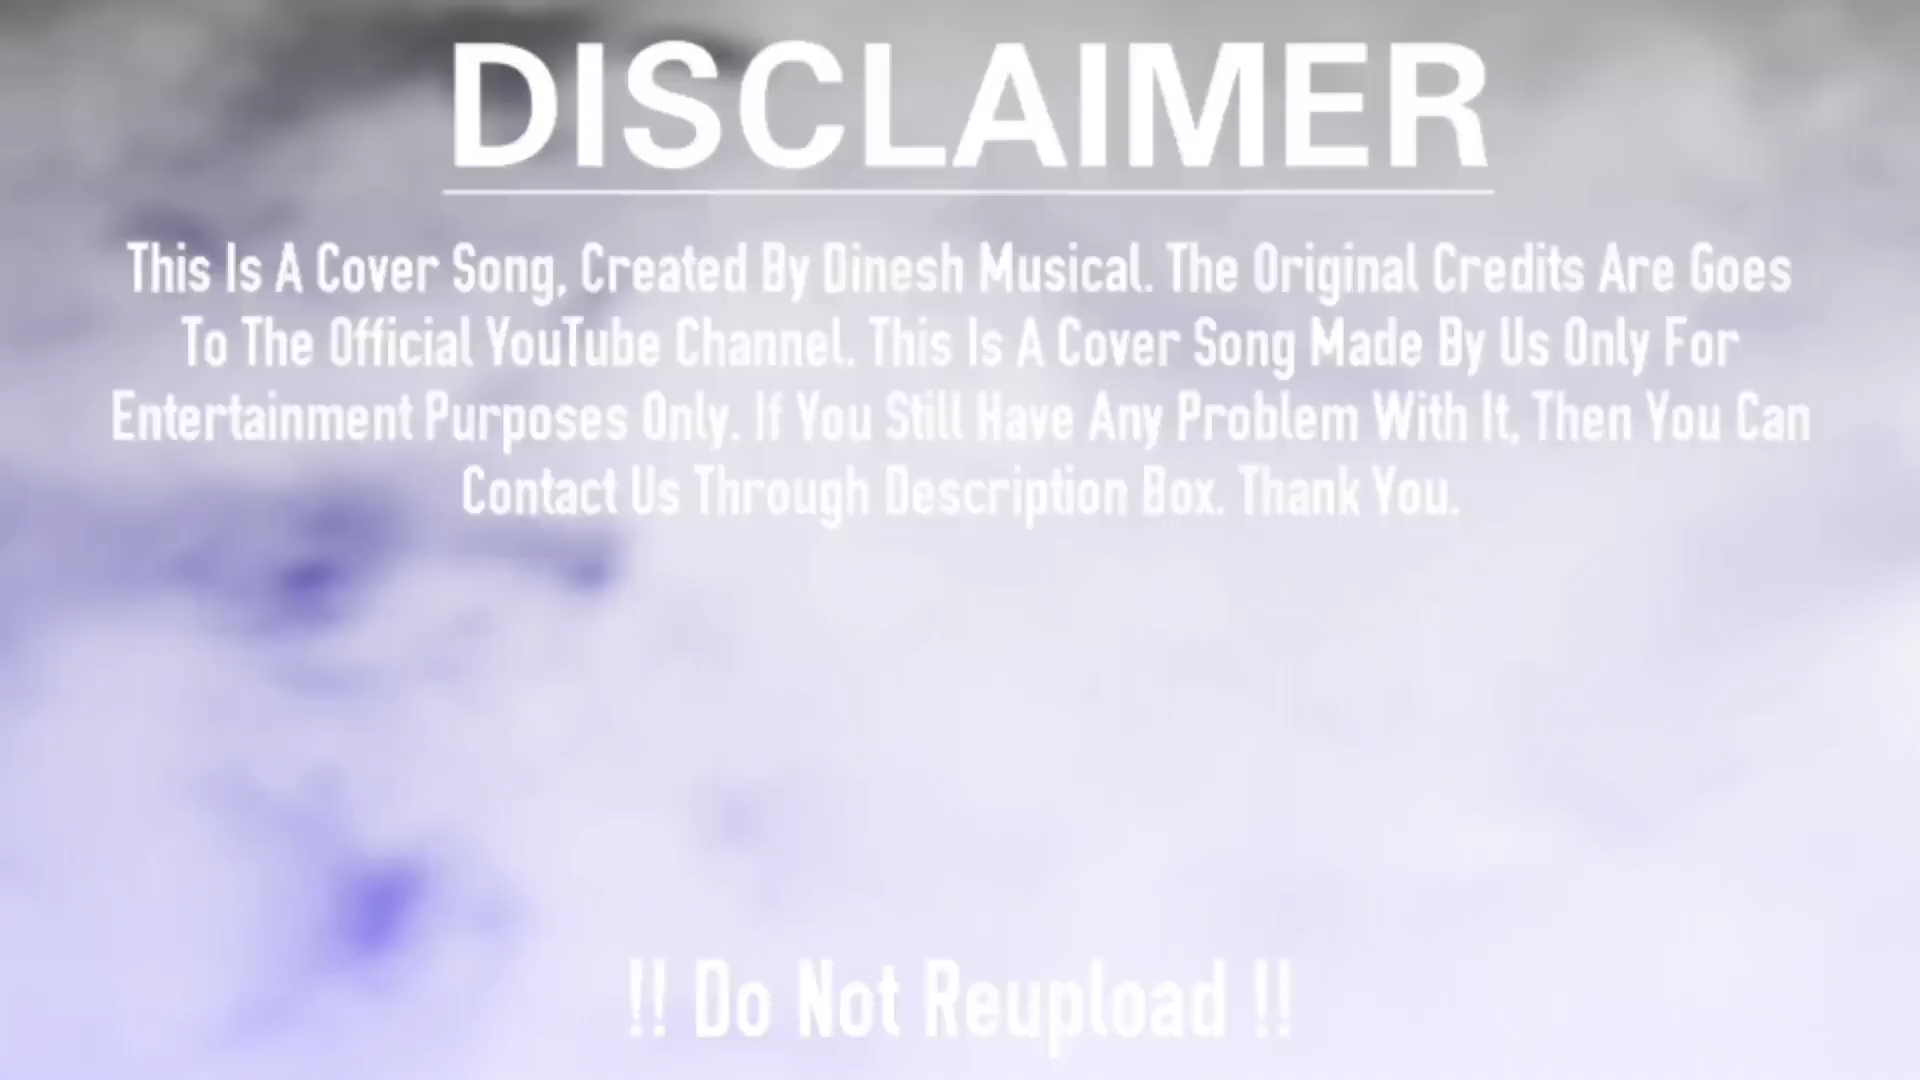 DISCLAIMER
This Is A Cover Song, Created By Dinesh Musical. The Original Credits Are Goes
To The Official YouTube Channel. This Is A Cover Song Made By Us Only For
Entertainment Purposes Only. If You Still Have Any Problem With It, Then You Can
Contact Us Through Description Box. Thank You.
!! Do Not Reupload !!